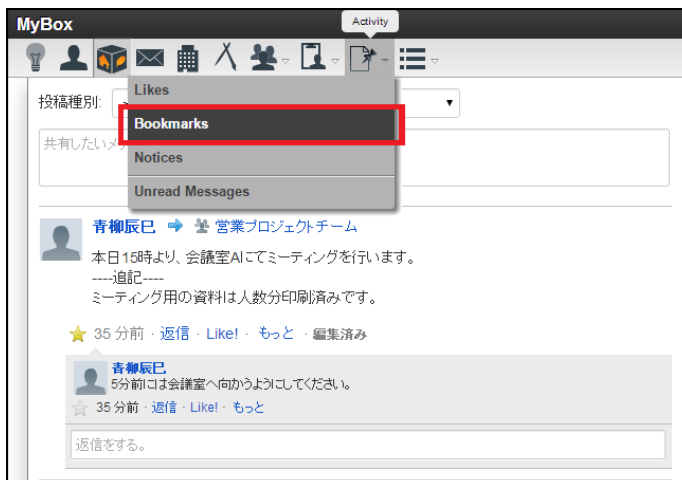 MyBox
Activity
Likes
Bookmarks
Notices
Unread Messages
投稿種別:
共有したい
青柳辰巳 営業プロジェクトチーム
本日15時より、会議室AIにてミーティングを行います。
----追記----
ミーティング用の資料は人数分印刷済みです。
35 分前 · 返信 · Like! · もっと · 編集済み
青柳辰巳
5分前には会議室へ向かうようにしてください。
35 分前 · 返信 · Like! · もっと
返信をする。